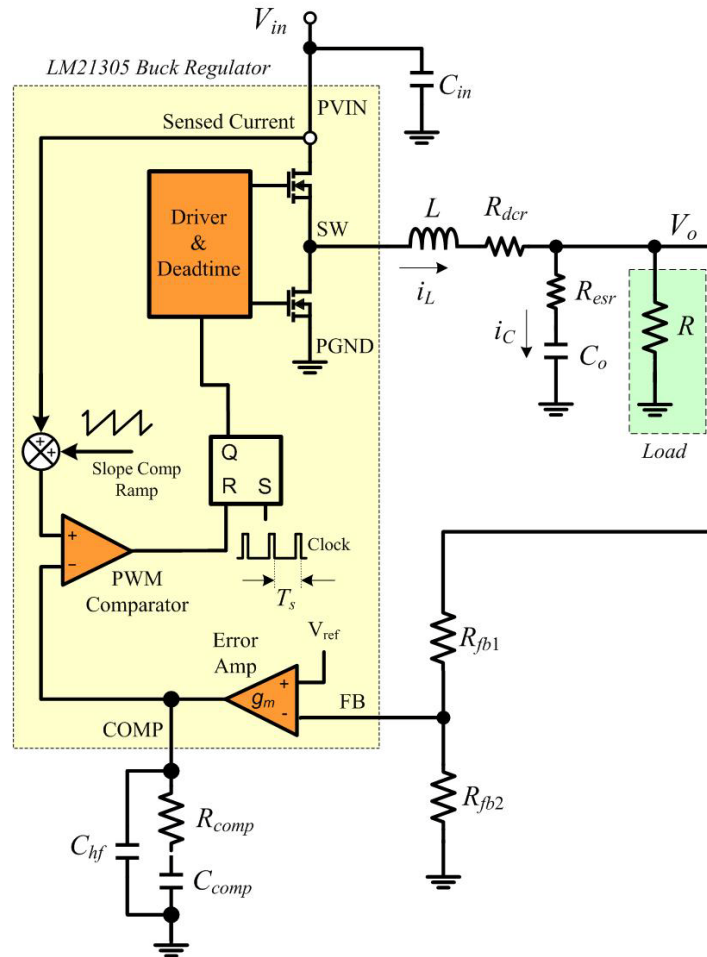 V_in
LM21305 Buck Regulator
C_in
PVIN
Sensed Current
Driver
&
Deadtime
SW
L
R_dcr
V_o
i_L
R_esr
R
i_C
C_o
PGND
Load
+
+
Slope Comp
Ramp
Q
R S
+
−
PWM
Comparator
Clock
T_s
R_fb1
Error
Amp
V_ref
g_m
+
-
FB
COMP
R_fb2
R_comp
C_hf
C_comp